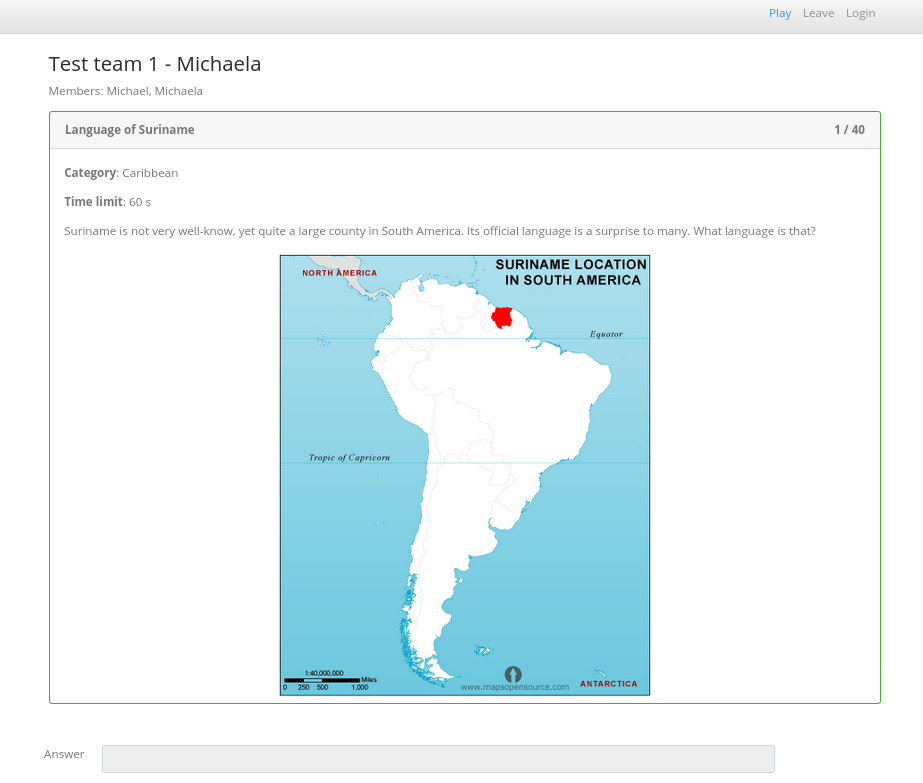 Play Leave Login
Test team 1 - Michaela
Members: Michael, Michaela
Language of Suriname 1 / 40
Category: Caribbean
Time limit: 60 s
Suriname is not very well-know, yet quite a large county in South America. Its official language is a surprise to many. What language is that?
SURINAME LOCATION
IN SOUTH AMERICA
NORTH AMERICA
Equator
Tropic of Capricorn
1:40,000,000
Miles
0 250 500 1,000
www.mapsopensource.com
ANTARCTICA
Answer